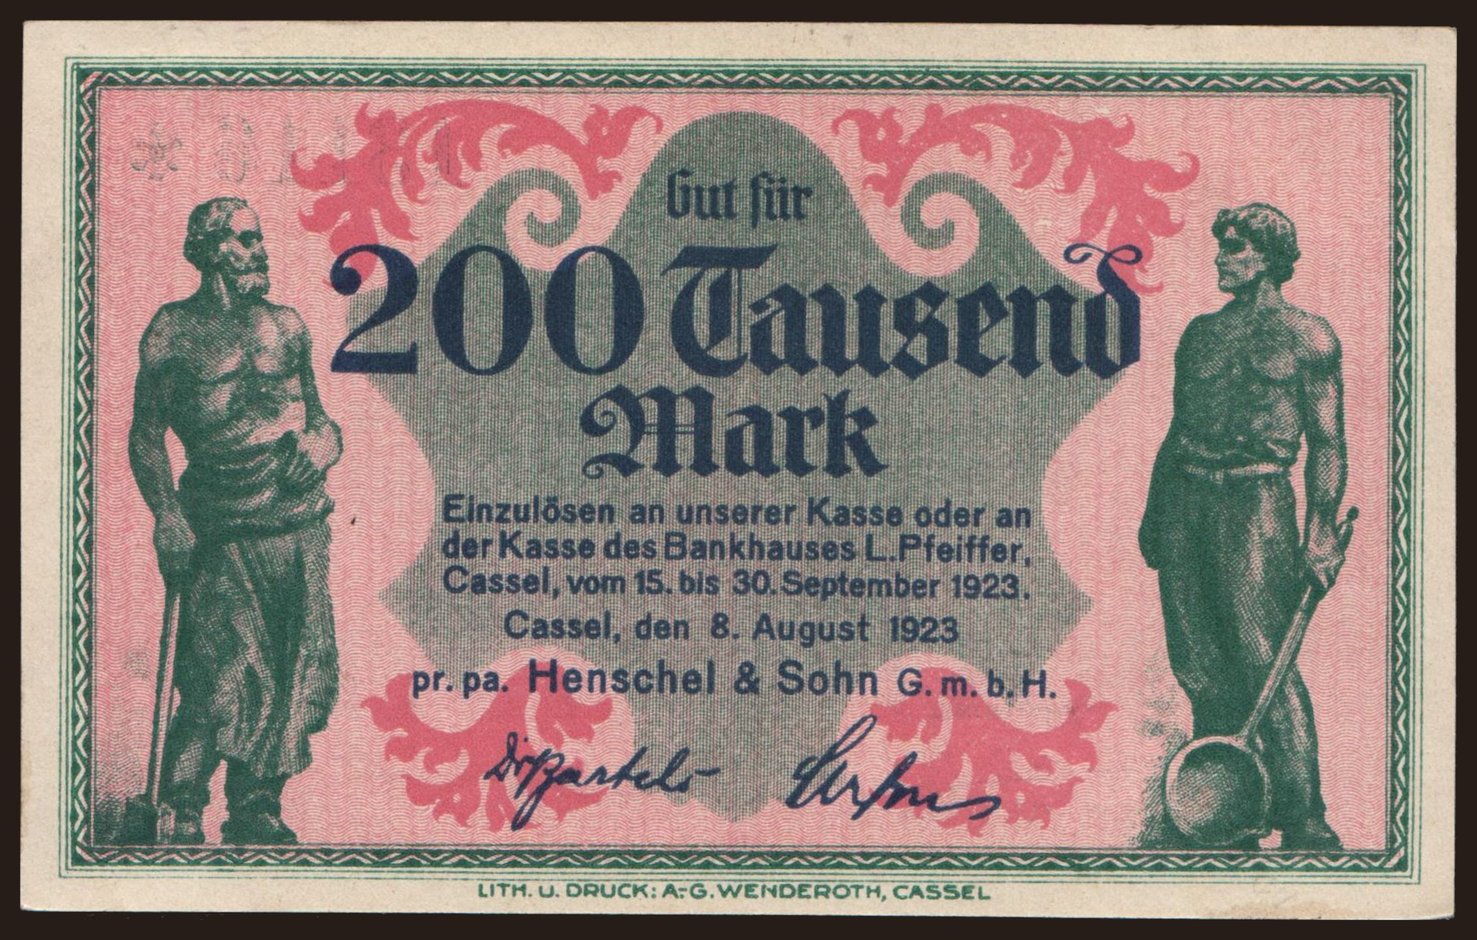 Gut für
200 Tausend
Mark
Einzulösen an unserer Kasse oder an
der Kasse des Bankhauses L. Pfeiffer,
Cassel, vom 15. bis 30. September 1923.
Cassel, den 8. August 1923
pr. pa. Henschel & Sohn G. m. b. H.
LITH. U. DRUCK: A.-G. WENDEROTH, CASSEL